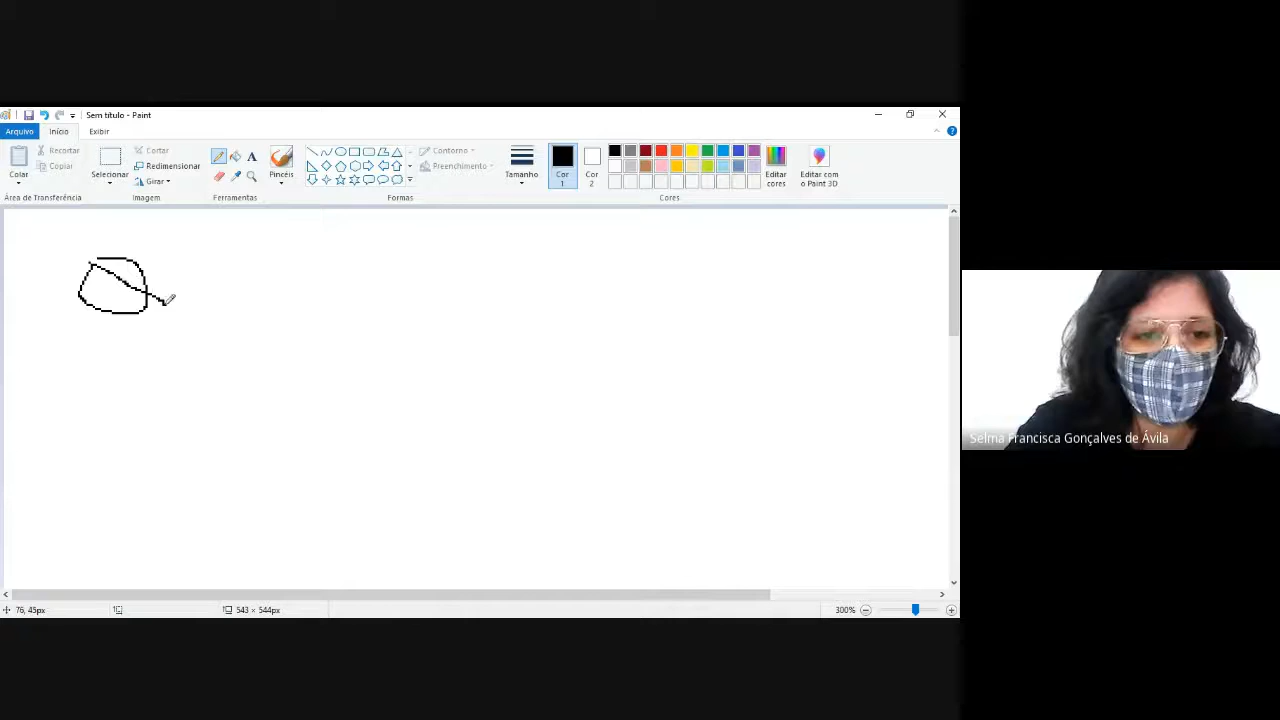 Sem título - Paint
Arquivo Início Exibir
Colar
Recortar
Copiar
Área de Transferência
Selecionar
Cortar
Redimensionar
Girar
Imagem
A
Ferramentas
Pincéis
Contorno
Preenchimento
Formas
Tamanho
Cor
1
Cor
2
Editar
cores
Cores
Editar com
o Paint 3D
Selma Francisca Gonçalves de Ávila
76, 45px
543 × 544px
300%